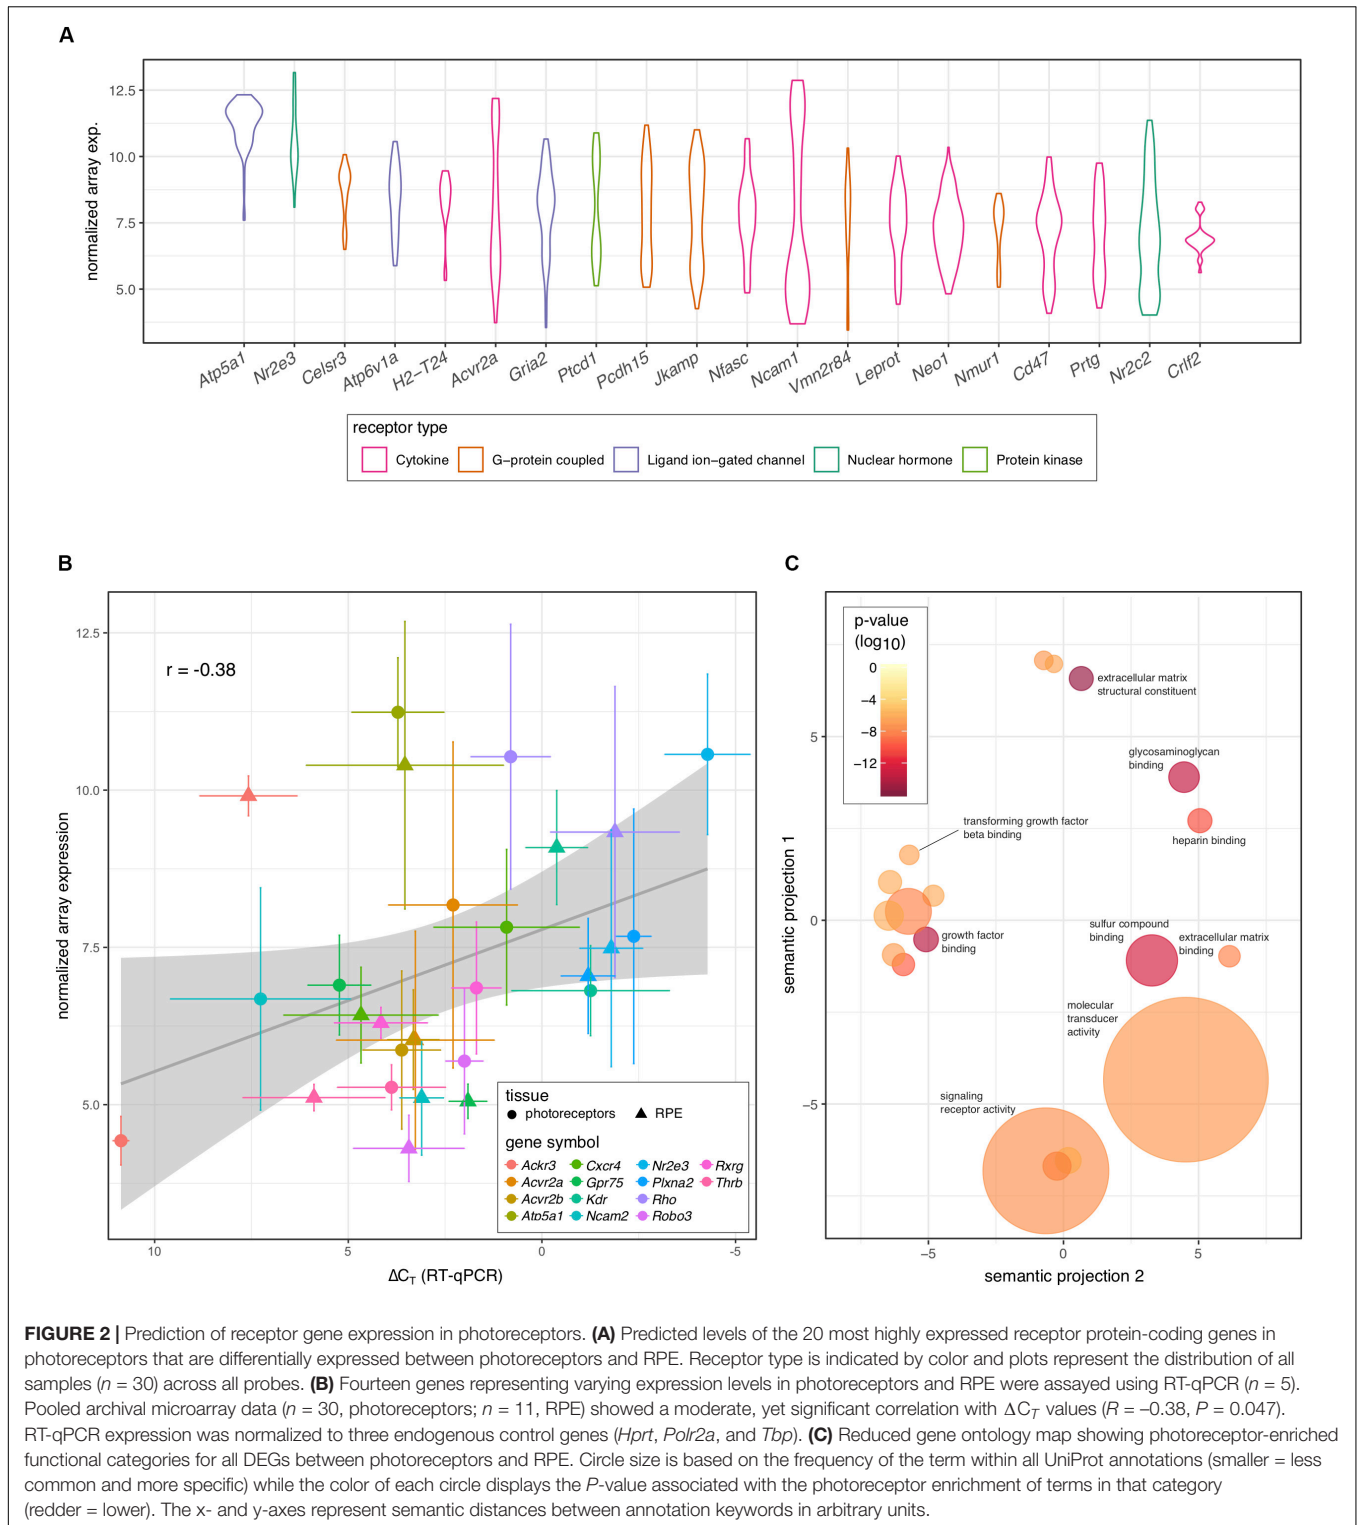 A
normalized array exp.
12.5
10.0
7.5
5.0
Atp5a1 Nr2e3 Celsr3 Atp6v1a H2−T24 Acvr2a Gria2 Ptcd1 Pcdh15 Jkamp Nfasc Ncam1 Vmn2r84 Leprot Neo1 Nmur1 Cd47 Prtg Nr2c2 Crlf2
receptor type
Cytokine G−protein coupled Ligand ion−gated channel Nuclear hormone Protein kinase
B
normalized array expression
12.5
10.0
7.5
5.0
r = -0.38
tissue
photoreceptors RPE
gene symbol
Ackr3 Cxcr4 Nr2e3 Rxrg
Acvr2a Gpr75 Plxna2 Thrb
Acvr2b Kdr Rho
Atp5a1 Ncam2 Robo3
10 5 0 -5
ΔCT (RT-qPCR)
C
semantic projection 1
5
0
−5
p-value
(log10)
0
−4
−8
−12
extracellular matrix
structural constituent
glycosaminoglycan
binding
transforming growth factor
beta binding
heparin binding
growth factor
binding
sulfur compound
binding
extracellular matrix
binding
molecular
transducer
activity
signaling
receptor activity
−5 0 5
semantic projection 2
FIGURE 2 | Prediction of receptor gene expression in photoreceptors. (A) Predicted levels of the 20 most highly expressed receptor protein-coding genes in
photoreceptors that are differentially expressed between photoreceptors and RPE. Receptor type is indicated by color and plots represent the distribution of all
samples (n = 30) across all probes. (B) Fourteen genes representing varying expression levels in photoreceptors and RPE were assayed using RT-qPCR (n = 5).
Pooled archival microarray data (n = 30, photoreceptors; n = 11, RPE) showed a moderate, yet significant correlation with ΔCT values (R = –0.38, P = 0.047).
RT-qPCR expression was normalized to three endogenous control genes (Hprt, Polr2a, and Tbp). (C) Reduced gene ontology map showing photoreceptor-enriched
functional categories for all DEGs between photoreceptors and RPE. Circle size is based on the frequency of the term within all UniProt annotations (smaller = less
common and more specific) while the color of each circle displays the P-value associated with the photoreceptor enrichment of terms in that category
(redder = lower). The x- and y-axes represent semantic distances between annotation keywords in arbitrary units.